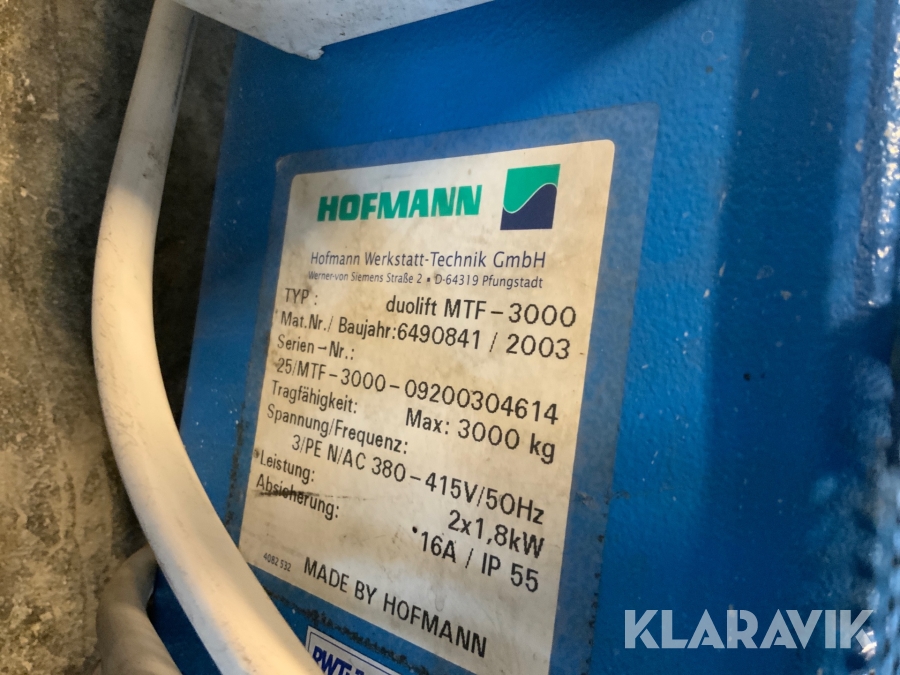 HOFMANN
Hofmann Werkstatt-Technik GmbH
Werner-von Siemens Straße 2 • D-64319 Pfungstadt
TYP : duolift MTF-3000
Mat.Nr./ Baujahr:6490841 / 2003
Serien-Nr.:
25/MTF-3000-09200304614
Tragfähigkeit: Max: 3000 kg
Spannung/Frequenz:
3/PE N/AC 380-415V/50Hz
Leistung: 2x1,8kW
Absicherung: 16A / IP 55
4082 532
MADE BY HOFMANN
KLARAVIK